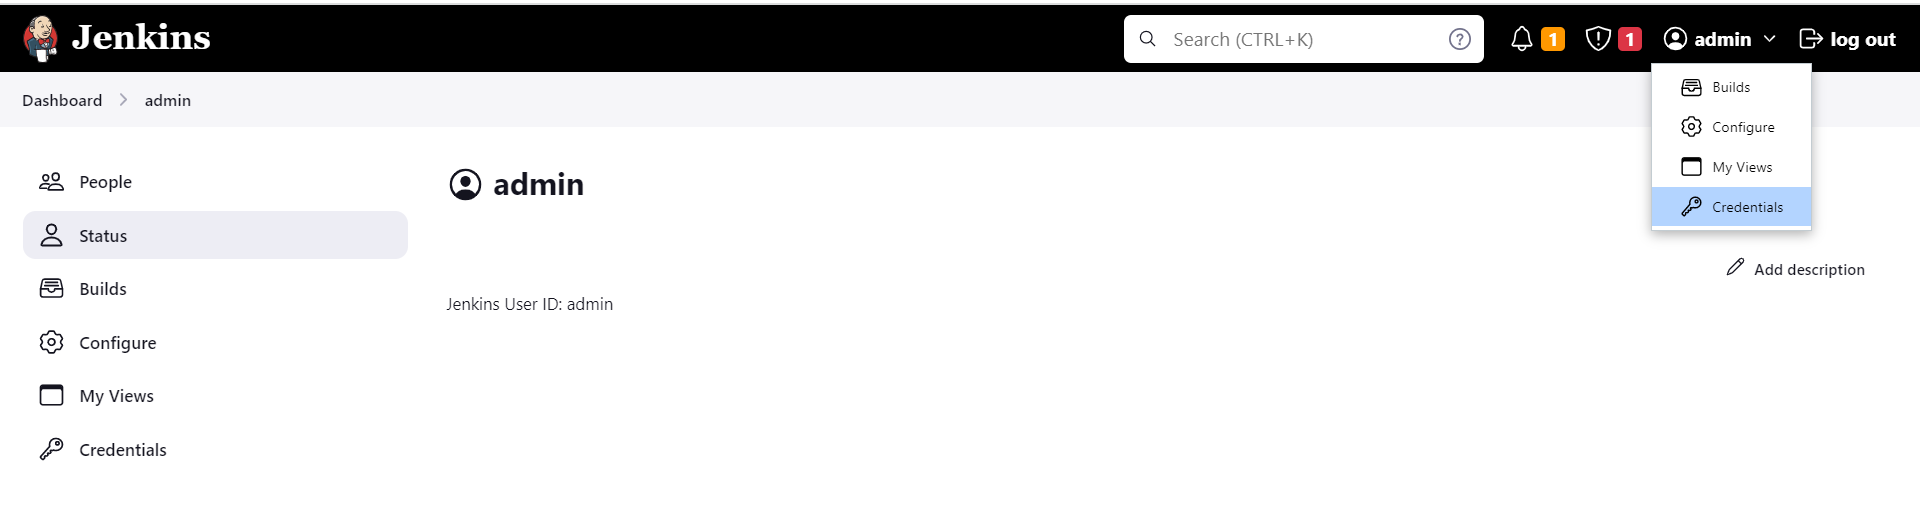 Jenkins
Search (CTRL+K)
?
1
1
admin
log out
Builds
Configure
My Views
Credentials
Dashboard
admin
People
Status
Builds
Configure
My Views
Credentials
admin
Add description
Jenkins User ID: admin